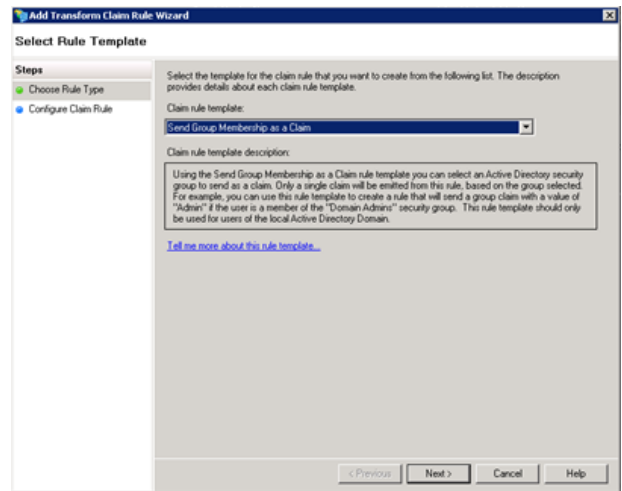 Add Transform Claim Rule Wizard
Select Rule Template
Steps
Choose Rule Type
Configure Claim Rule
Select the template for the claim rule that you want to create from the following list. The description
provides details about each claim rule template.
Claim rule template:
Send Group Membership as a Claim
Claim rule template description:
Using the Send Group Membership as a Claim rule template you can select an Active Directory security
group to send as a claim. Only a single claim will be emitted from this rule, based on the group selected.
For example, you can use this rule template to create a rule that will send a group claim with a value of
"Admin" if the user is a member of the "Domain Admins" security group. This rule template should only
be used for users of the local Active Directory Domain.
Tell me more about this rule template...
< Previous
Next >
Cancel
Help